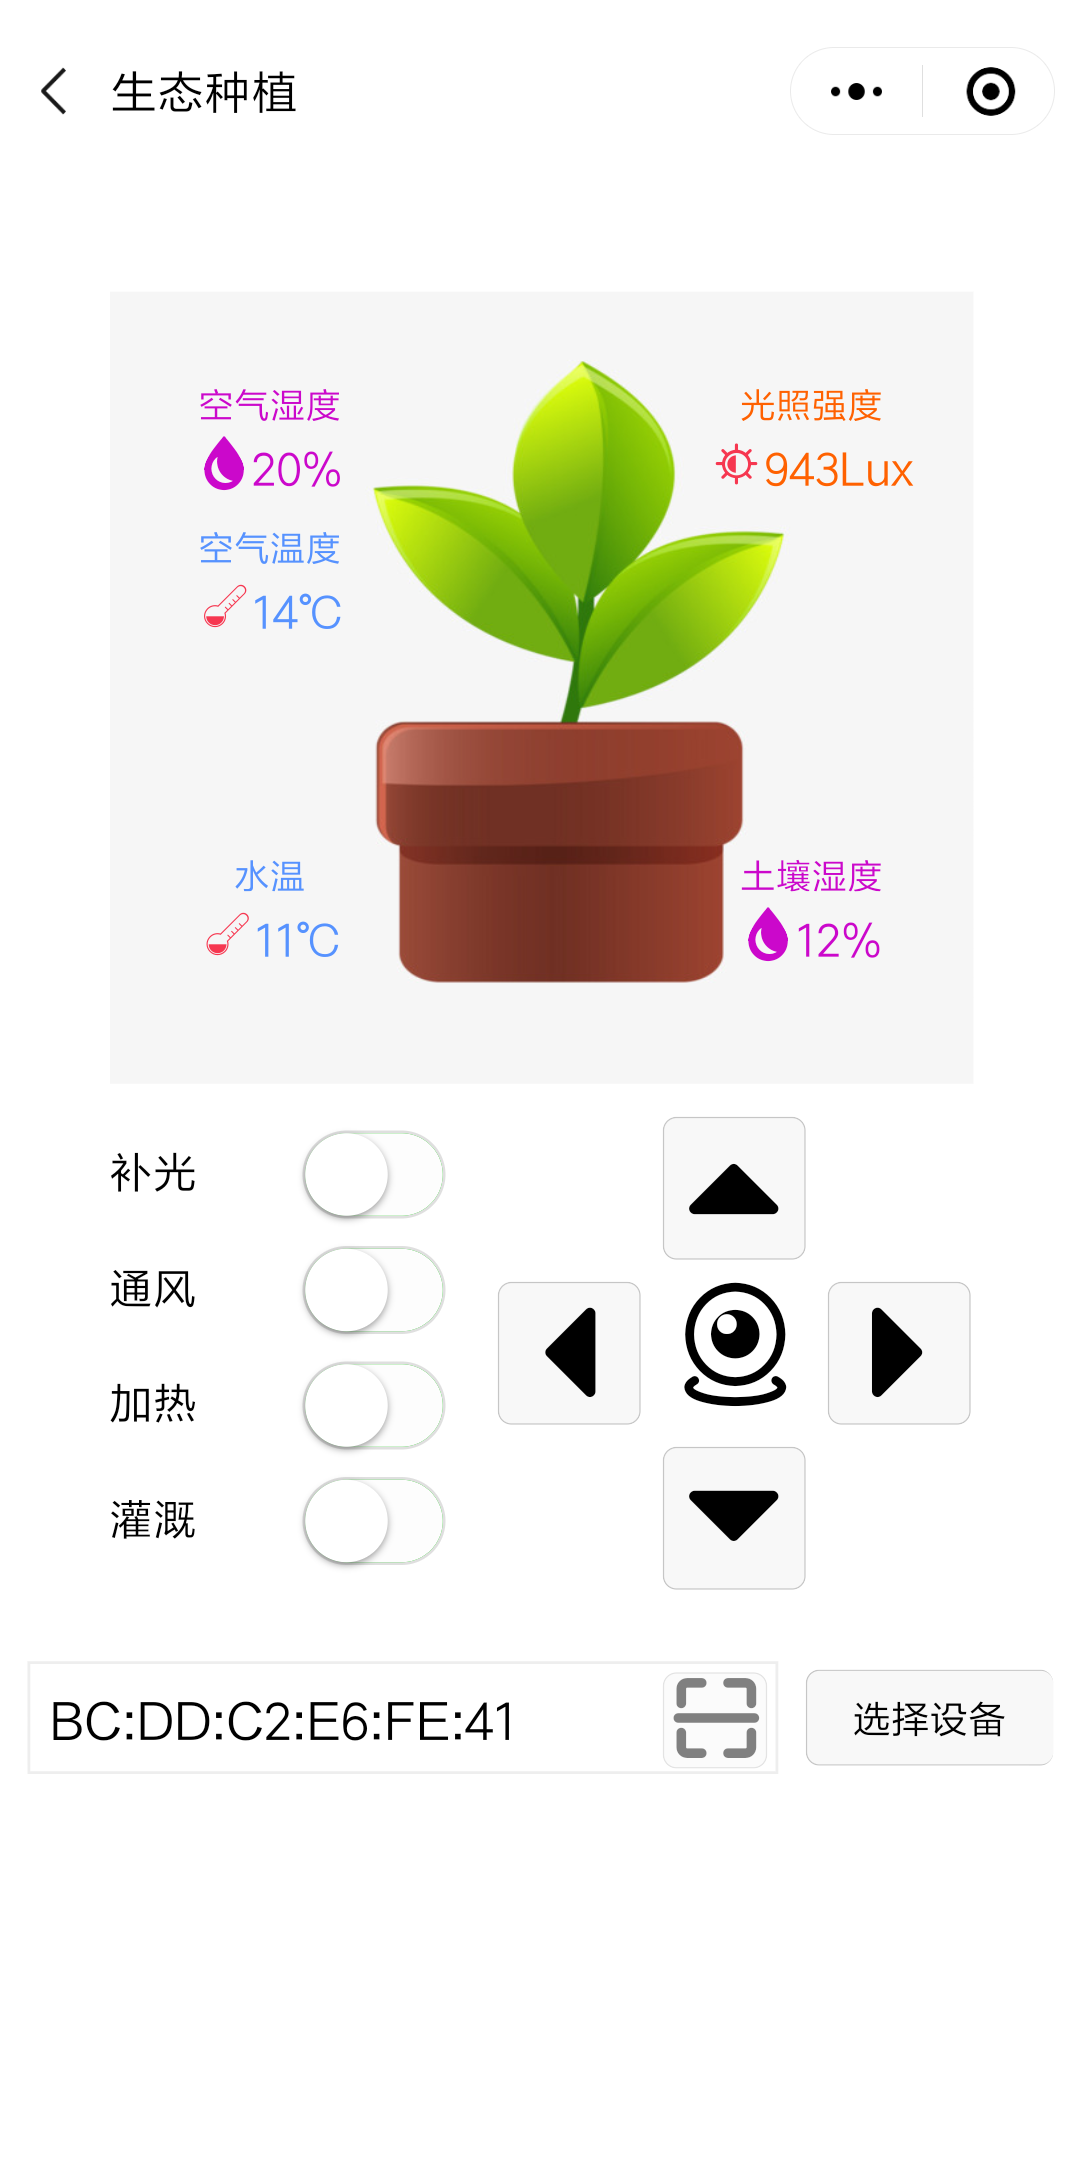 生态种植
空气湿度
20%
光照强度
943Lux
空气温度
14℃
水温
11℃
土壤湿度
12%
补光
通风
加热
灌溉
BC:DD:C2:E6:FE:41
选择设备